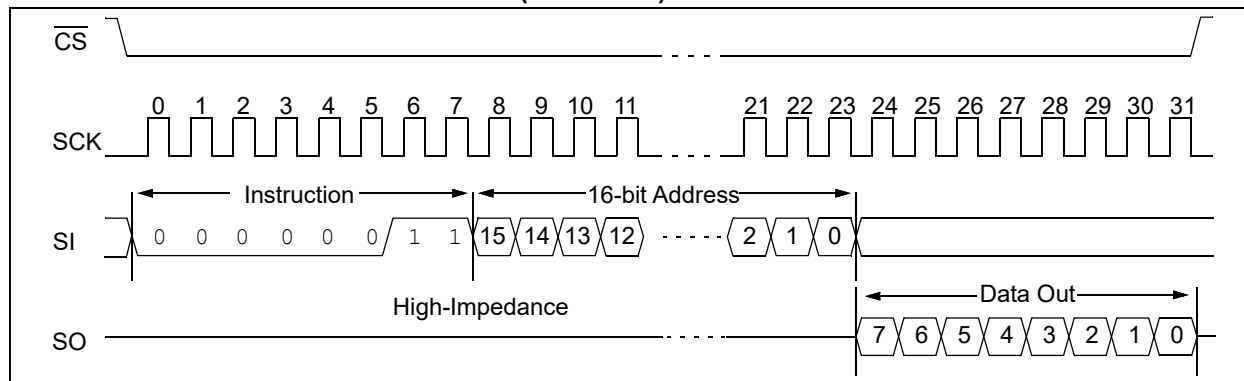 CS
0 1 2 3 4 5 6 7 8 9 10 11 21 22 23 24 25 26 27 28 29 30 31
SCK
Instruction 16-bit Address
SI 0 0 0 0 0 0 1 1 15 14 13 12 2 1 0
High-Impedance Data Out
SO 7 6 5 4 3 2 1 0